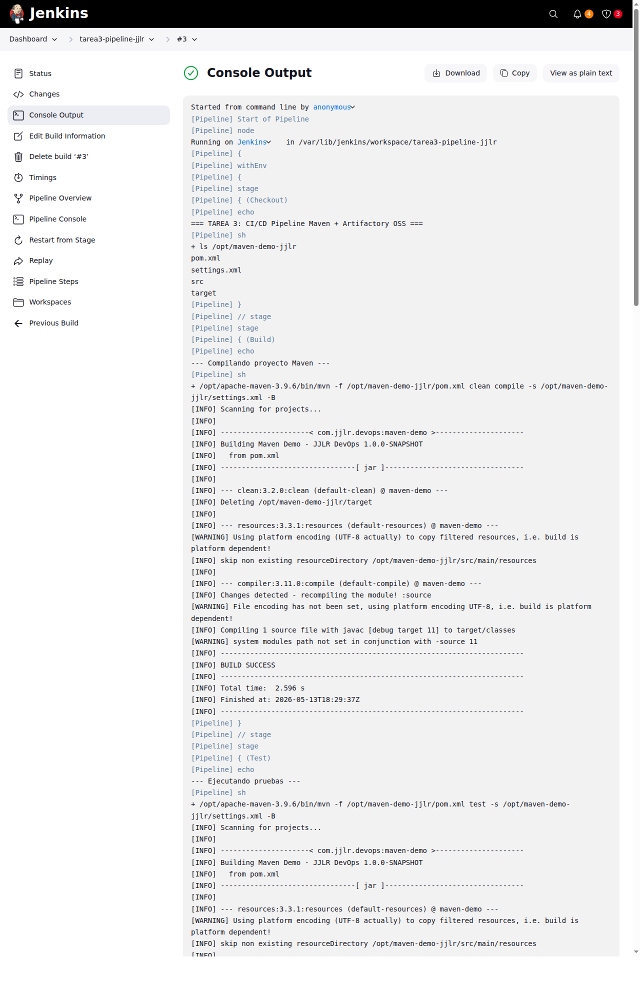 Jenkins
4
3
Dashboard
tarea3-pipeline-jjlr
#3
Status
Changes
Console Output
Edit Build Information
Delete build ‘#3’
Timings
Pipeline Overview
Pipeline Console
Restart from Stage
Replay
Pipeline Steps
Workspaces
Previous Build
Console Output
Download
Copy
View as plain text
Started from command line by anonymous
[Pipeline] Start of Pipeline
[Pipeline] node
Running on Jenkins in /var/lib/jenkins/workspace/tarea3-pipeline-jjlr
[Pipeline] {
[Pipeline] withEnv
[Pipeline] {
[Pipeline] stage
[Pipeline] { (Checkout)
[Pipeline] echo
=== TAREA 3: CI/CD Pipeline Maven + Artifactory OSS ===
[Pipeline] sh
+ ls /opt/maven-demo-jjlr
pom.xml
settings.xml
src
target
[Pipeline] }
[Pipeline] // stage
[Pipeline] stage
[Pipeline] { (Build)
[Pipeline] echo
--- Compilando proyecto Maven ---
[Pipeline] sh
+ /opt/apache-maven-3.9.6/bin/mvn -f /opt/maven-demo-jjlr/pom.xml clean compile -s /opt/maven-demo-
jjlr/settings.xml -B
[INFO] Scanning for projects...
[INFO]
[INFO] ---------------------< com.jjlr.devops:maven-demo >---------------------
[INFO] Building Maven Demo - JJLR DevOps 1.0.0-SNAPSHOT
[INFO]   from pom.xml
[INFO] --------------------------------[ jar ]---------------------------------
[INFO]
[INFO] --- clean:3.2.0:clean (default-clean) @ maven-demo ---
[INFO] Deleting /opt/maven-demo-jjlr/target
[INFO]
[INFO] --- resources:3.3.1:resources (default-resources) @ maven-demo ---
[WARNING] Using platform encoding (UTF-8 actually) to copy filtered resources, i.e. build is
platform dependent!
[INFO] skip non existing resourceDirectory /opt/maven-demo-jjlr/src/main/resources
[INFO]
[INFO] --- compiler:3.11.0:compile (default-compile) @ maven-demo ---
[INFO] Changes detected - recompiling the module! :source
[WARNING] File encoding has not been set, using platform encoding UTF-8, i.e. build is platform
dependent!
[INFO] Compiling 1 source file with javac [debug target 11] to target/classes
[WARNING] system modules path not set in conjunction with -source 11
[INFO] ------------------------------------------------------------------------
[INFO] BUILD SUCCESS
[INFO] ------------------------------------------------------------------------
[INFO] Total time:  2.596 s
[INFO] Finished at: 2026-05-13T18:29:37Z
[INFO] ------------------------------------------------------------------------
[Pipeline] }
[Pipeline] // stage
[Pipeline] stage
[Pipeline] { (Test)
[Pipeline] echo
--- Ejecutando pruebas ---
[Pipeline] sh
+ /opt/apache-maven-3.9.6/bin/mvn -f /opt/maven-demo-jjlr/pom.xml test -s /opt/maven-demo-
jjlr/settings.xml -B
[INFO] Scanning for projects...
[INFO]
[INFO] ---------------------< com.jjlr.devops:maven-demo >---------------------
[INFO] Building Maven Demo - JJLR DevOps 1.0.0-SNAPSHOT
[INFO]   from pom.xml
[INFO] --------------------------------[ jar ]---------------------------------
[INFO]
[INFO] --- resources:3.3.1:resources (default-resources) @ maven-demo ---
[WARNING] Using platform encoding (UTF-8 actually) to copy filtered resources, i.e. build is
platform dependent!
[INFO] skip non existing resourceDirectory /opt/maven-demo-jjlr/src/main/resources
[INFO]